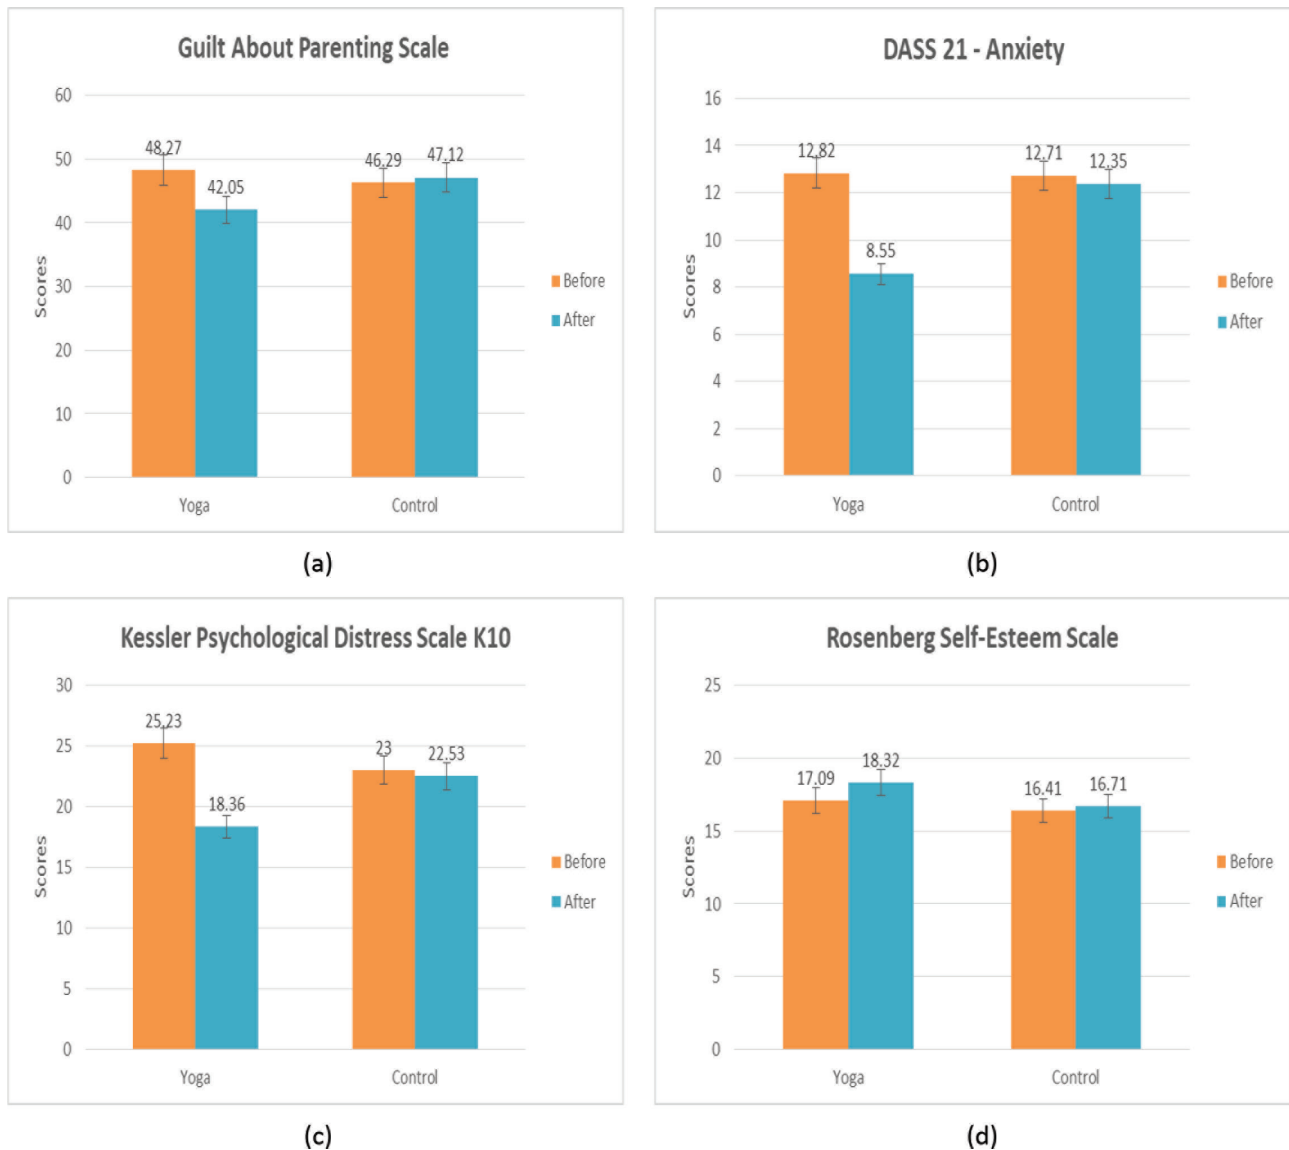 Guilt About Parenting Scale
60
50
40
30
20
10
0
Scores
48.27
42.05
46.29
47.12
Yoga
Control
Before
After
(a)
DASS 21 - Anxiety
16
14
12
10
8
6
4
2
0
Scores
12.82
8.55
12.71
12.35
Yoga
Control
Before
After
(b)
Kessler Psychological Distress Scale K10
30
25
20
15
10
5
0
Scores
25.23
18.36
23
22.53
Yoga
Control
Before
After
(c)
Rosenberg Self-Esteem Scale
25
20
15
10
5
0
Scores
17.09
18.32
16.41
16.71
Yoga
Control
Before
After
(d)